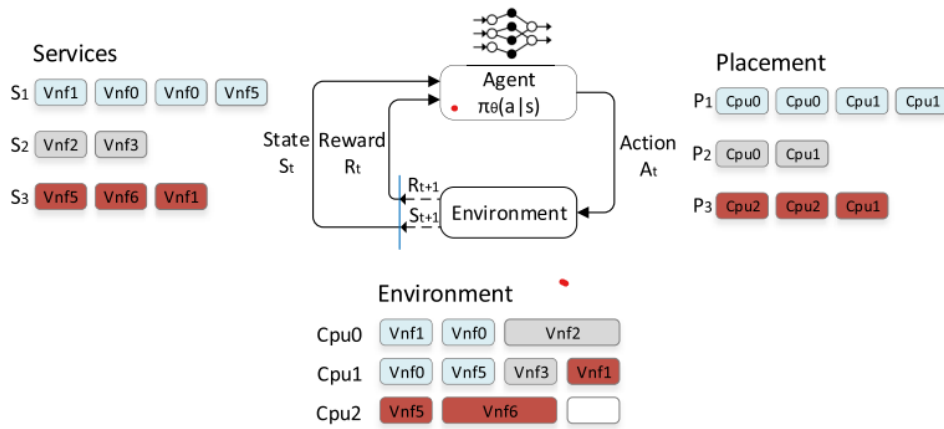 Services
S1 Vnf1 Vnf0 Vnf0 Vnf5
S2 Vnf2 Vnf3
S3 Vnf5 Vnf6 Vnf1
Agent
πθ(a|s)
State
St
Reward
Rt
Action
At
Rt+1
St+1
Environment
Placement
P1 Cpu0 Cpu0 Cpu1 Cpu1
P2 Cpu0 Cpu1
P3 Cpu2 Cpu2 Cpu1
Environment
Cpu0 Vnf1 Vnf0 Vnf2
Cpu1 Vnf0 Vnf5 Vnf3 Vnf1
Cpu2 Vnf5 Vnf6